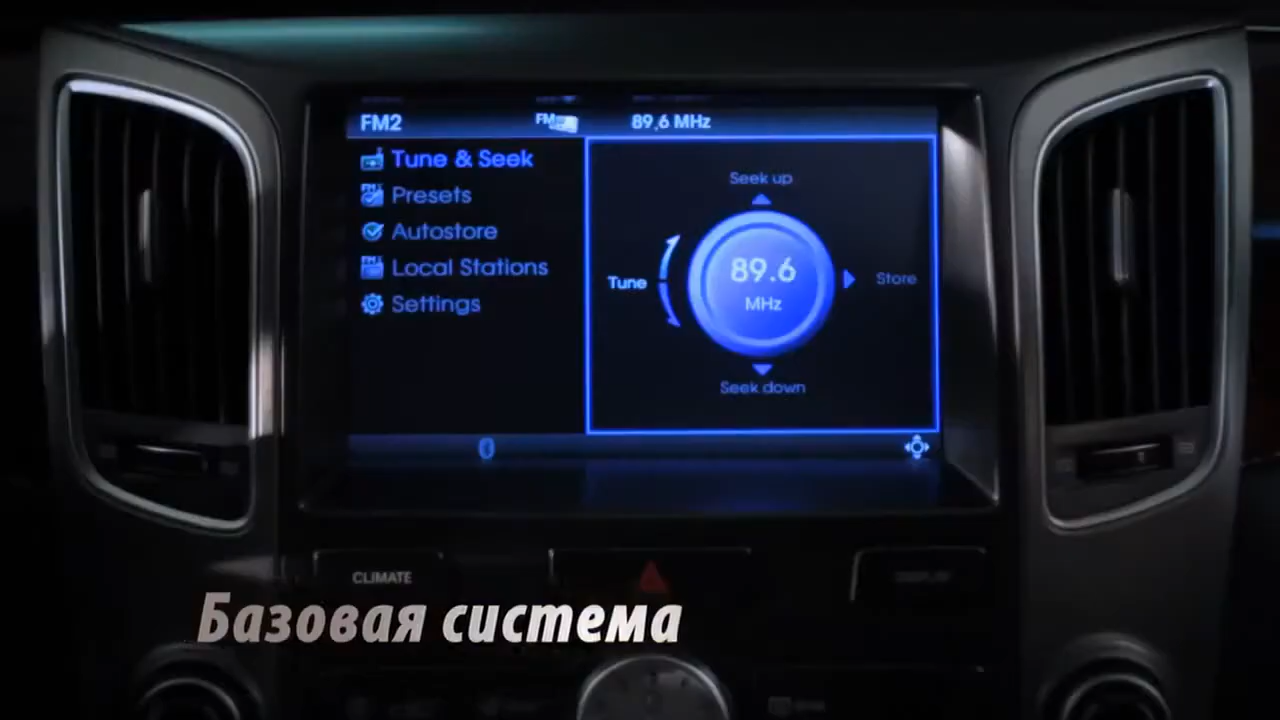 FM2
FM
89,6 MHz
Tune & Seek
Presets
Autostore
Local Stations
Settings
Seek up
Tune
89.6
MHz
Store
Seek down
CLIMATE
DISPLAY
Базовая система